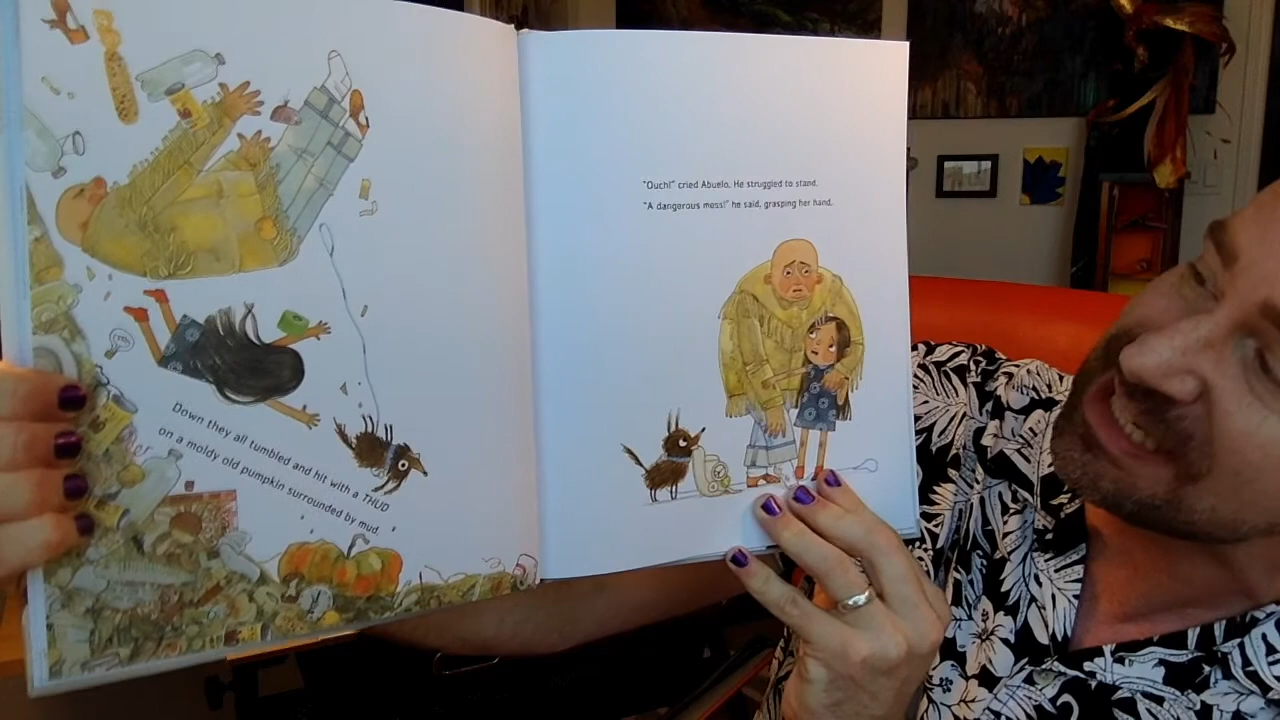 Down they all tumbled and hit with a THUD
on a moldy old pumpkin surrounded by mud.
"Ouch!" cried Abuelo. He struggled to stand.
"A dangerous mess!" he said, grasping her hand.